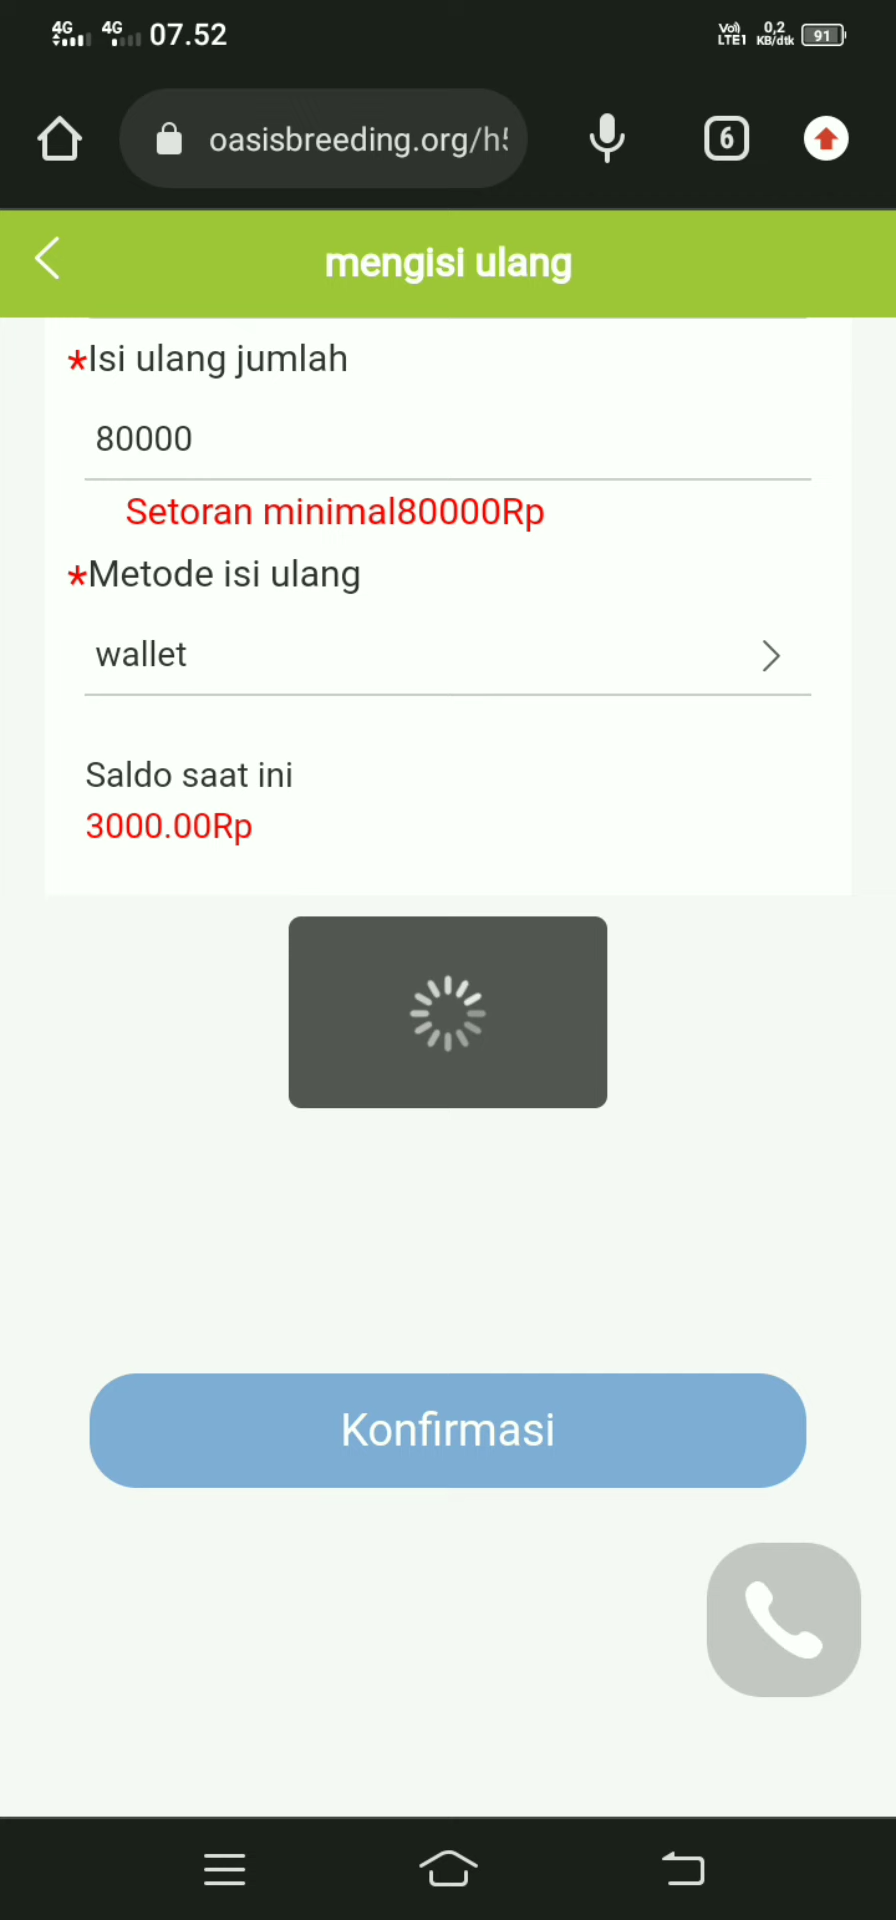 4G 4G 07.52 Vo) LTE1 0,2 KB/dtk 91
oasisbreeding.org/h5 6
mengisi ulang
*Isi ulang jumlah
80000
Setoran minimal80000Rp
*Metode isi ulang
wallet
Saldo saat ini
3000.00Rp
Konfirmasi